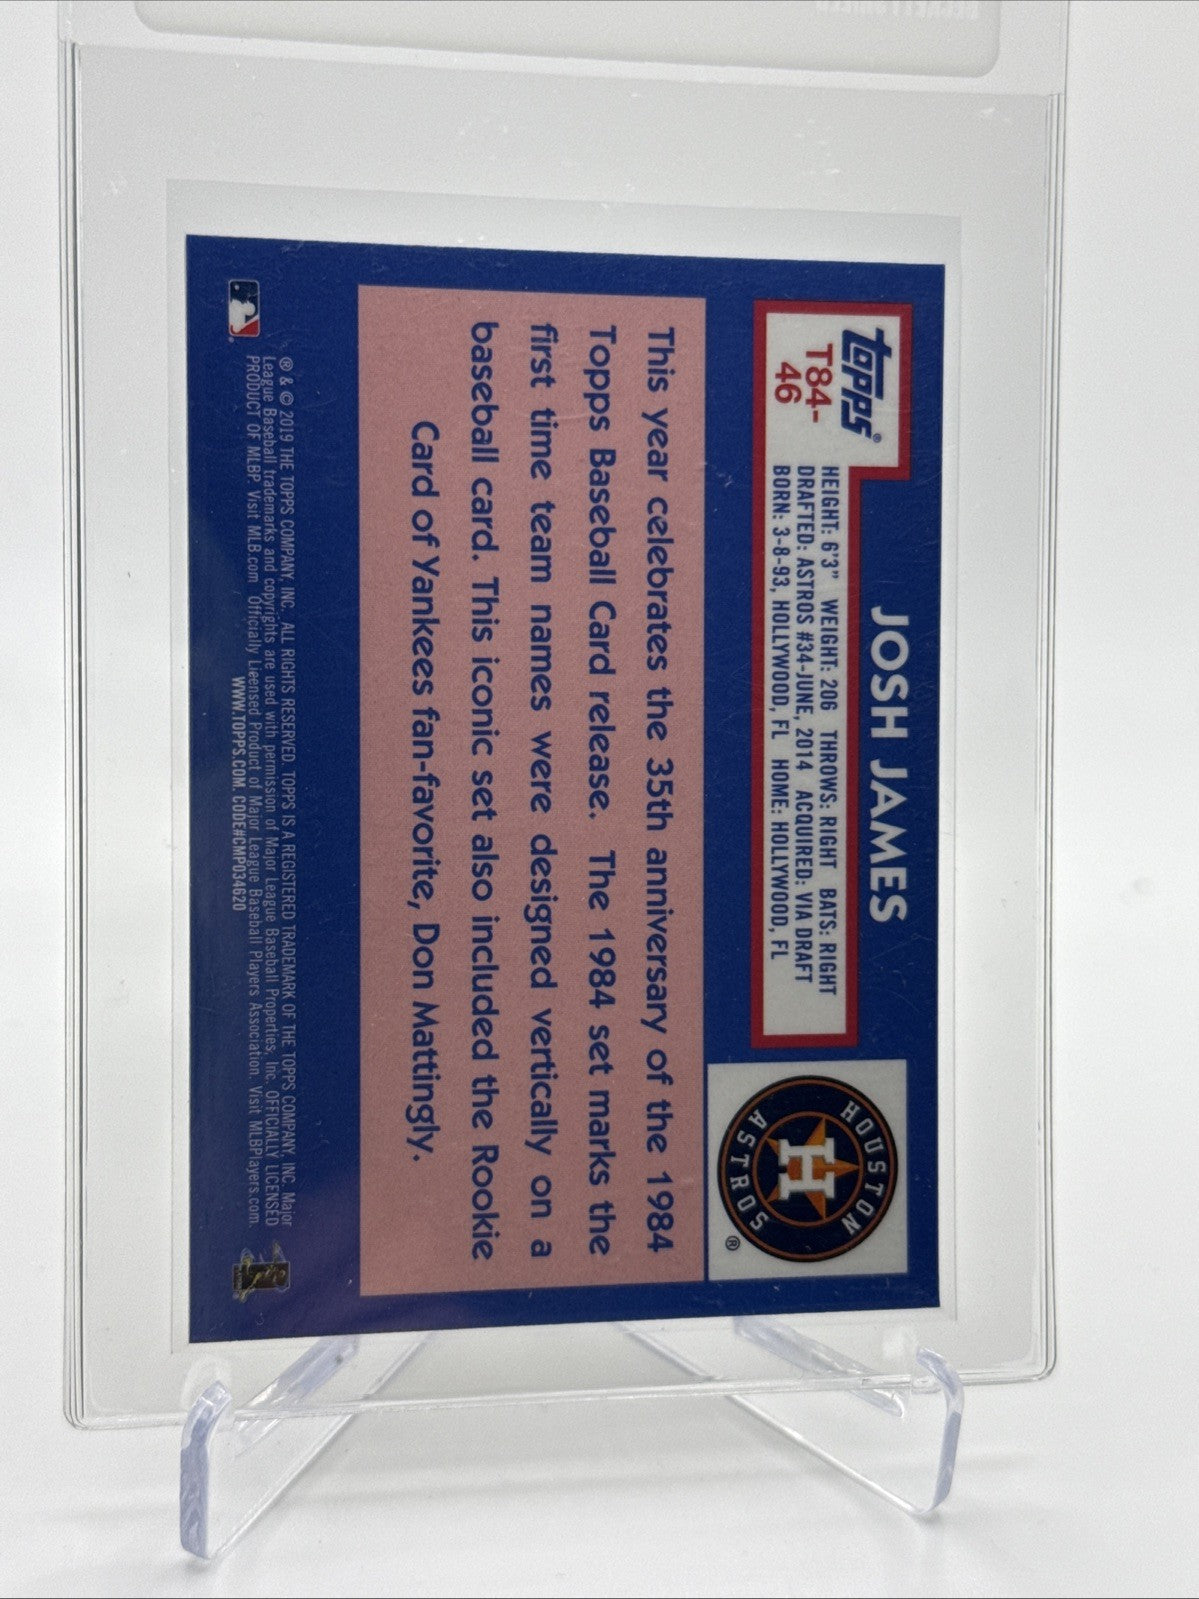 topps®
T84-
46
JOSH JAMES
HEIGHT: 6'3" WEIGHT: 206 THROWS: RIGHT BATS: RIGHT
DRAFTED: ASTROS #34-JUNE, 2014 ACQUIRED: VIA DRAFT
BORN: 3-8-93, HOLLYWOOD, FL HOME: HOLLYWOOD, FL
HOUSTON
H
ASTROS
®
This year celebrates the 35th anniversary of the 1984
Topps Baseball Card release. The 1984 set marks the
first time team names were designed vertically on a
baseball card. This iconic set also included the Rookie
Card of Yankees fan-favorite, Don Mattingly.
® & © 2019 THE TOPPS COMPANY, INC. ALL RIGHTS RESERVED. TOPPS IS A REGISTERED TRADEMARK OF THE TOPPS COMPANY, INC. Major
League Baseball trademarks and copyrights are used with permission of Major League Baseball Properties, Inc. OFFICIALLY LICENSED
PRODUCT OF MLBP. Visit MLB.com Officially Licensed Product of Major League Baseball Players Association. Visit MLBPlayers.com.
WWW.TOPPS.COM. CODE#CMP034620